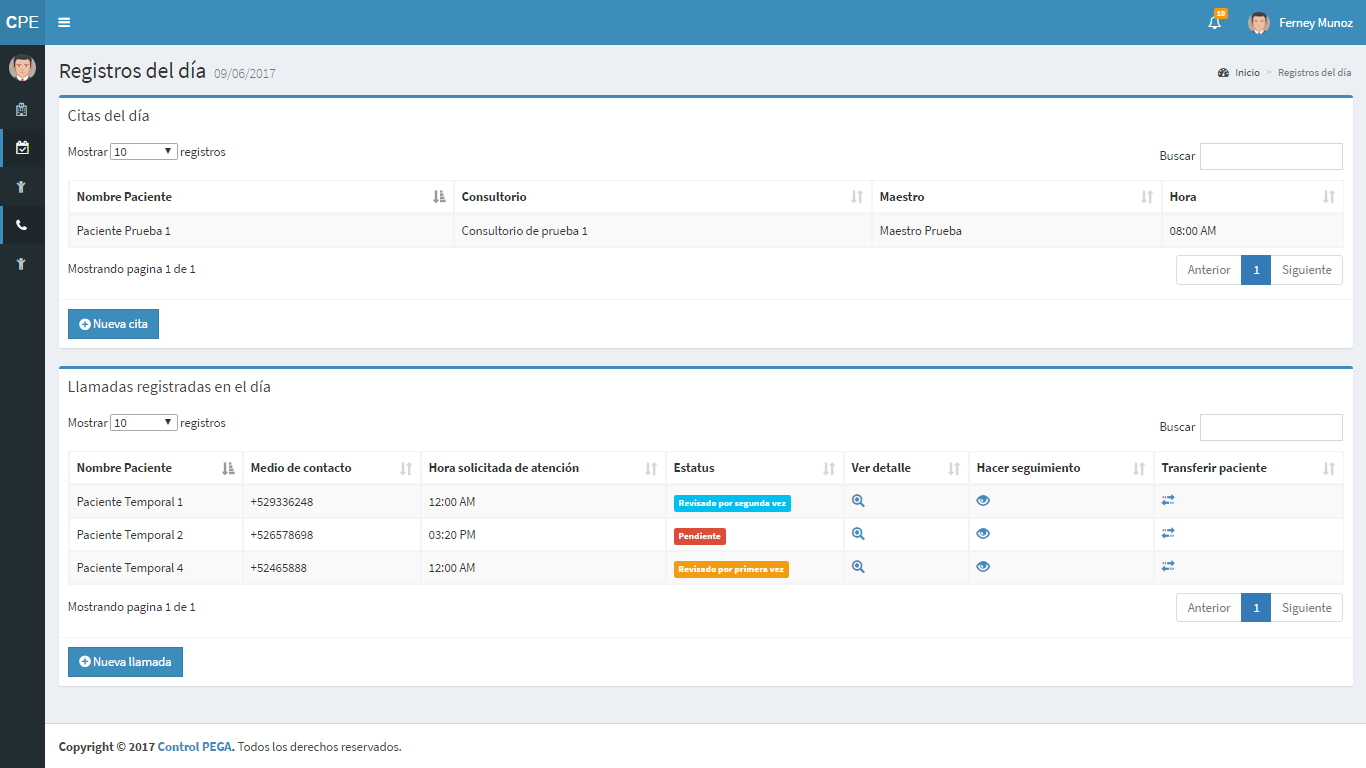 CPE
10
Ferney Munoz
Registros del día 09/06/2017
Inicio > Registros del día
Citas del día
Mostrar 10 registros
Buscar
Nombre Paciente Consultorio Maestro Hora
Paciente Prueba 1 Consultorio de prueba 1 Maestro Prueba 08:00 AM
Mostrando pagina 1 de 1
Anterior 1 Siguiente
Nueva cita
Llamadas registradas en el día
Mostrar 10 registros
Buscar
Nombre Paciente Medio de contacto Hora solicitada de atención Estatus Ver detalle Hacer seguimiento Transferir paciente
Paciente Temporal 1 +529336248 12:00 AM Revisado por segunda vez
Paciente Temporal 2 +526578698 03:20 PM Pendiente
Paciente Temporal 4 +52465888 12:00 AM Revisado por primera vez
Mostrando pagina 1 de 1
Anterior 1 Siguiente
Nueva llamada
Copyright © 2017 Control PEGA. Todos los derechos reservados.